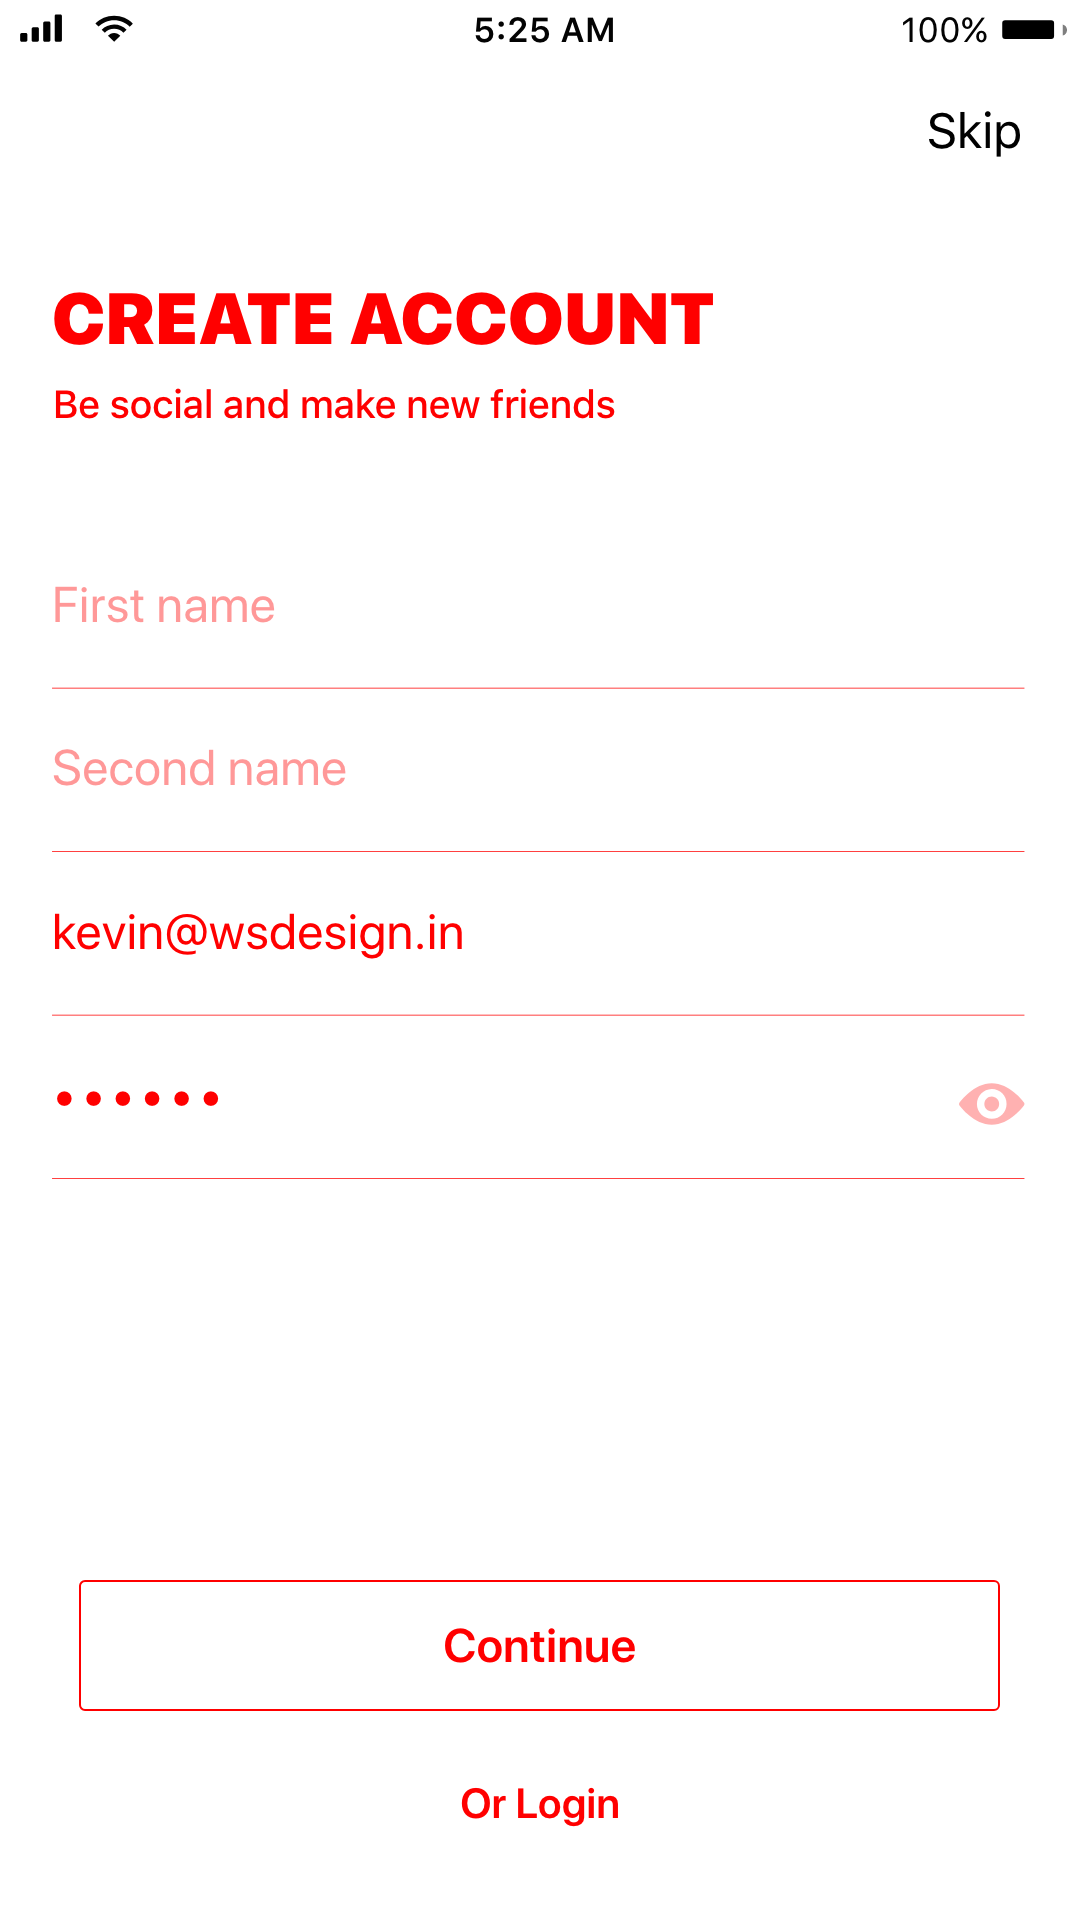 5:25 AM 100%
Skip
CREATE ACCOUNT
Be social and make new friends
First name
Second name
kevin@wsdesign.in
••••••
Continue
Or Login